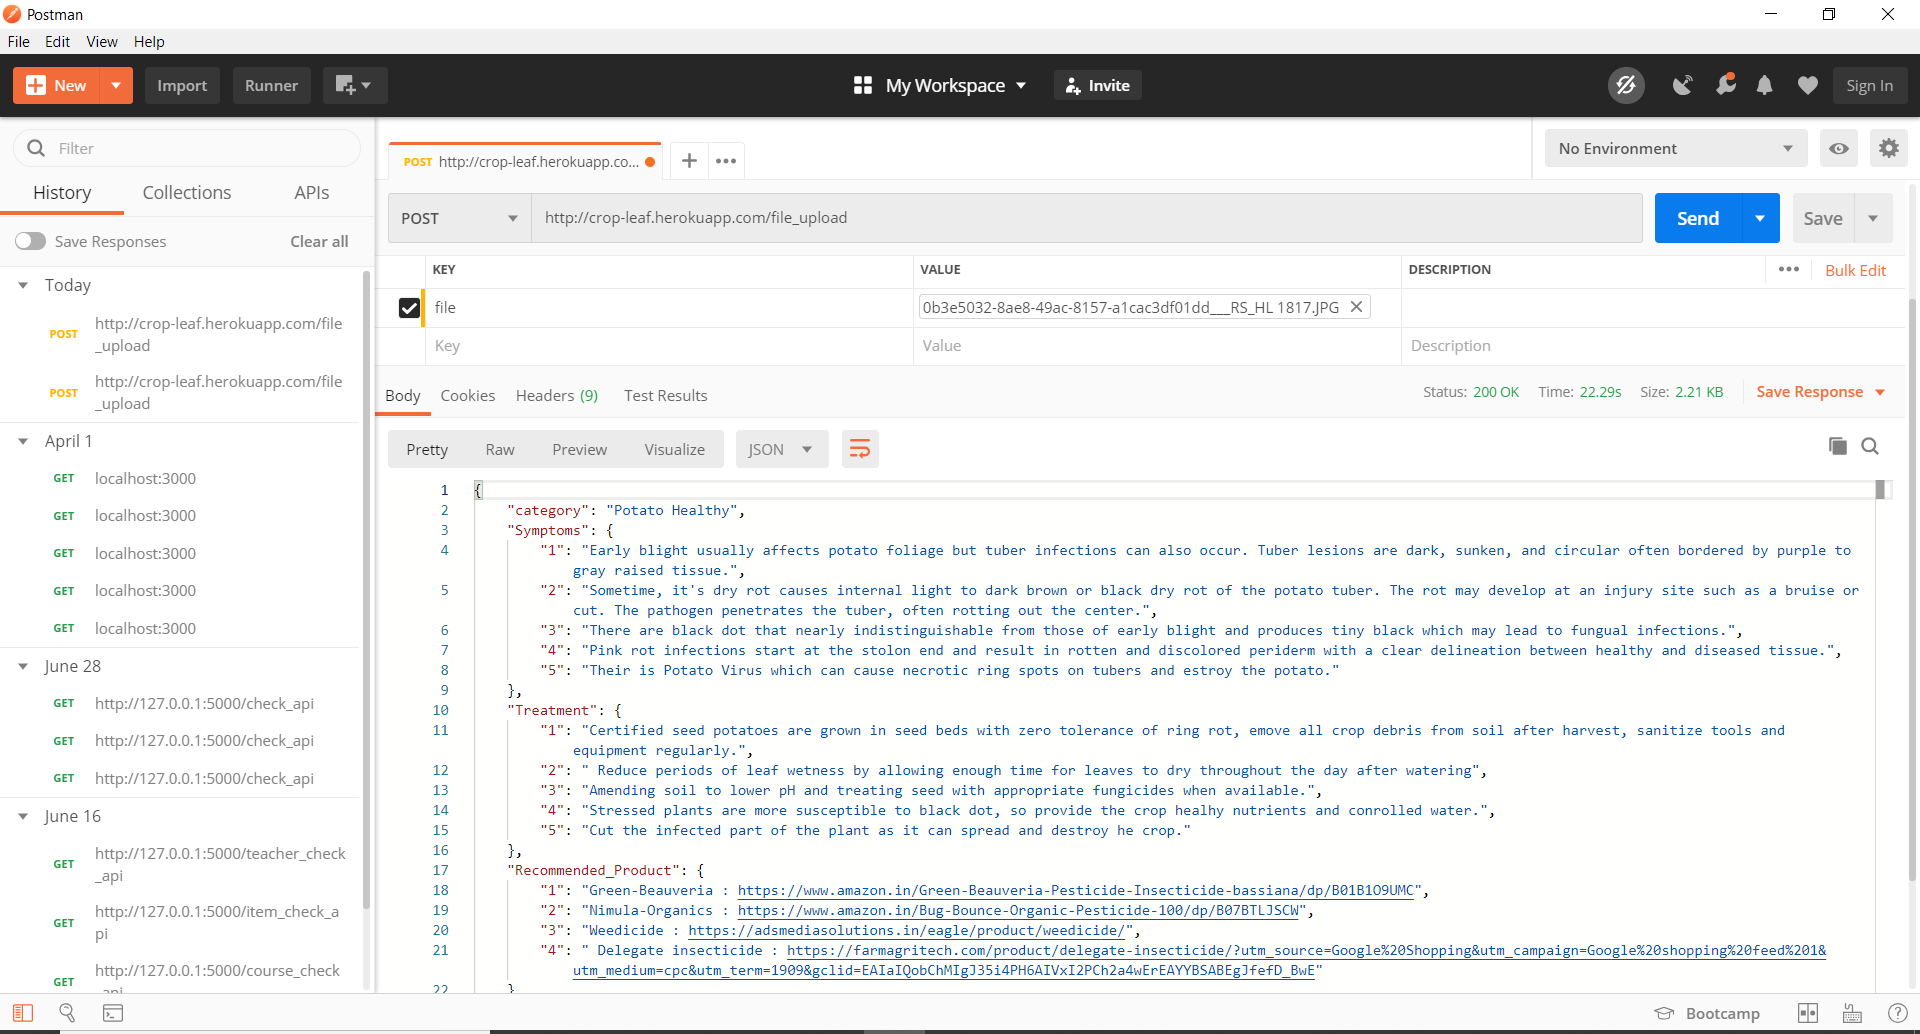 Postman
File Edit View Help
New Import Runner My Workspace Invite Sign In
Filter
History Collections APIs
Save Responses Clear all
Today
POST http://crop-leaf.herokuapp.com/file
_upload
POST http://crop-leaf.herokuapp.com/file
_upload
April 1
GET localhost:3000
GET localhost:3000
GET localhost:3000
GET localhost:3000
GET localhost:3000
June 28
GET http://127.0.0.1:5000/check_api
GET http://127.0.0.1:5000/check_api
GET http://127.0.0.1:5000/check_api
June 16
GET http://127.0.0.1:5000/teacher_check
_api
GET http://127.0.0.1:5000/item_check_a
pi
GET http://127.0.0.1:5000/course_check
_api
POST http://crop-leaf.herokuapp.co... + •••
No Environment
POST http://crop-leaf.herokuapp.com/file_upload Send Save
KEY VALUE DESCRIPTION ••• Bulk Edit
file 0b3e5032-8ae8-49ac-8157-a1cac3df01dd___RS_HL 1817.JPG ✕
Key Value Description
Body Cookies Headers (9) Test Results Status: 200 OK Time: 22.29s Size: 2.21 KB Save Response
Pretty Raw Preview Visualize JSON
1 {
2 "category": "Potato Healthy",
3 "Symptoms": {
4 "1": "Early blight usually affects potato foliage but tuber infections can also occur. Tuber lesions are dark, sunken, and circular often bordered by purple to
gray raised tissue.",
5 "2": "Sometime, it's dry rot causes internal light to dark brown or black dry rot of the potato tuber. The rot may develop at an injury site such as a bruise or
cut. The pathogen penetrates the tuber, often rotting out the center.",
6 "3": "There are black dot that nearly indistinguishable from those of early blight and produces tiny black which may lead to fungual infections.",
7 "4": "Pink rot infections start at the stolon end and result in rotten and discolored periderm with a clear delineation between healthy and diseased tissue.",
8 "5": "Their is Potato Virus which can cause necrotic ring spots on tubers and estroy the potato."
9 },
10 "Treatment": {
11 "1": "Certified seed potatoes are grown in seed beds with zero tolerance of ring rot, emove all crop debris from soil after harvest, sanitize tools and
equipment regularly.",
12 "2": " Reduce periods of leaf wetness by allowing enough time for leaves to dry throughout the day after watering",
13 "3": "Amending soil to lower pH and treating seed with appropriate fungicides when available.",
14 "4": "Stressed plants are more susceptible to black dot, so provide the crop healhy nutrients and conrolled water.",
15 "5": "Cut the infected part of the plant as it can spread and destroy he crop."
16 },
17 "Recommended_Product": {
18 "1": "Green-Beauveria : https://www.amazon.in/Green-Beauveria-Pesticide-Insecticide-bassiana/dp/B01B1O9UMC",
19 "2": "Nimula-Organics : https://www.amazon.in/Bug-Bounce-Organic-Pesticide-100/dp/B07BTLJSCW",
20 "3": "Weedicide : https://adsmediasolutions.in/eagle/product/weedicide/",
21 "4": " Delegate insecticide : https://farmagritech.com/product/delegate-insecticide/?utm_source=Google%20Shopping&utm_campaign=Google%20shopping%20feed%201&
utm_medium=cpc&utm_term=1909&gclid=EAIaIQobChMIgJ35i4PH6AIVxI2PCh2a4wErEAYYBSABEgJfefD_BwE"
22 }
Bootcamp